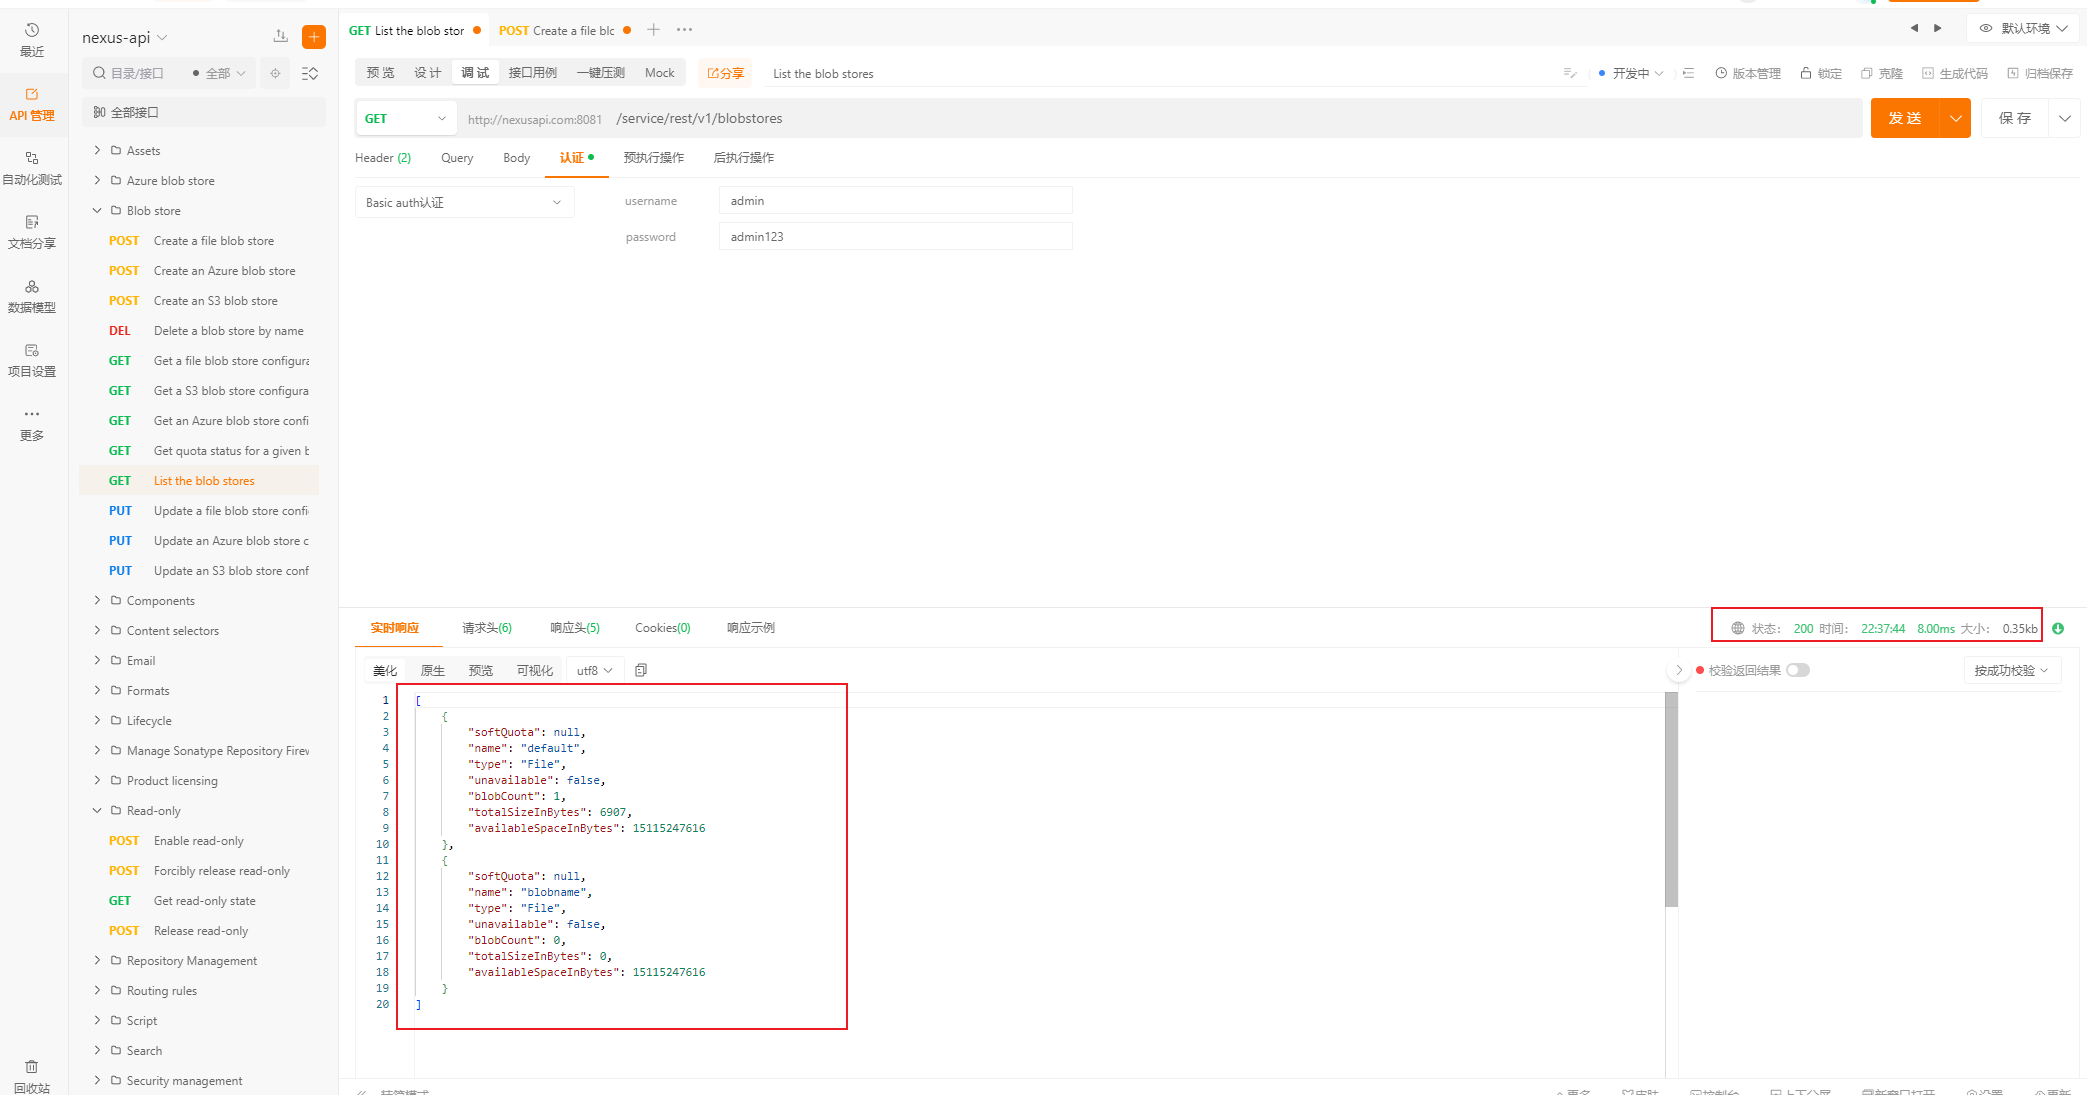 最近
API 管理
自动化测试
文档分享
数据模型
项目设置
更多
回收站
nexus-api
目录/接口
全部
全部接口
Assets
Azure blob store
Blob store
POST Create a file blob store
POST Create an Azure blob store
POST Create an S3 blob store
DEL Delete a blob store by name
GET Get a file blob store configura
GET Get a S3 blob store configura
GET Get an Azure blob store confi
GET Get quota status for a given b
GET List the blob stores
PUT Update a file blob store confi
PUT Update an Azure blob store c
PUT Update an S3 blob store conf
Components
Content selectors
Email
Formats
Lifecycle
Manage Sonatype Repository Firew
Product licensing
Read-only
POST Enable read-only
POST Forcibly release read-only
GET Get read-only state
POST Release read-only
Repository Management
Routing rules
Script
Search
Security management
GET List the blob stor
POST Create a file blc
默认环境
预览 设计 调试 接口用例 一键压测 Mock 分享 List the blob stores 开发中 版本管理 锁定 克隆 生成代码 归档保存
GET http://nexusapi.com:8081 /service/rest/v1/blobstores 发送 保存
Header (2) Query Body 认证 预执行操作 后执行操作
Basic auth认证 username admin
password admin123
实时响应 请求头(6) 响应头(5) Cookies(0) 响应示例 状态： 200 时间： 22:37:44 8.00ms 大小： 0.35kb
美化 原生 预览 可视化 utf8 校验返回结果 按成功校验
1 [
2 {
3 "softQuota": null,
4 "name": "default",
5 "type": "File",
6 "unavailable": false,
7 "blobCount": 1,
8 "totalSizeInBytes": 6907,
9 "availableSpaceInBytes": 15115247616
10 },
11 {
12 "softQuota": null,
13 "name": "blobname",
14 "type": "File",
15 "unavailable": false,
16 "blobCount": 0,
17 "totalSizeInBytes": 0,
18 "availableSpaceInBytes": 15115247616
19 }
20 ]